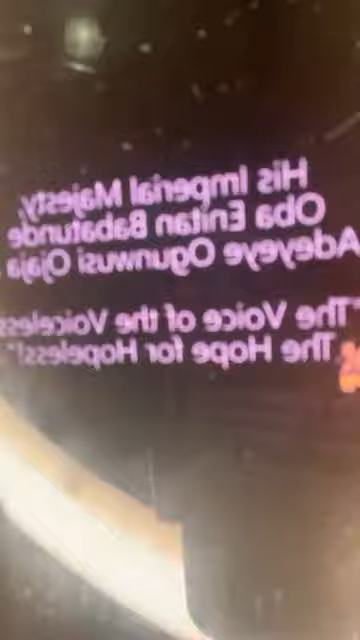 His Imperial Majesty,
Oba Enitan Babatunde
Adeyeye Ogunwusi Ojaja
"The Voice of the Voiceless
The Hope for Hopeless!"